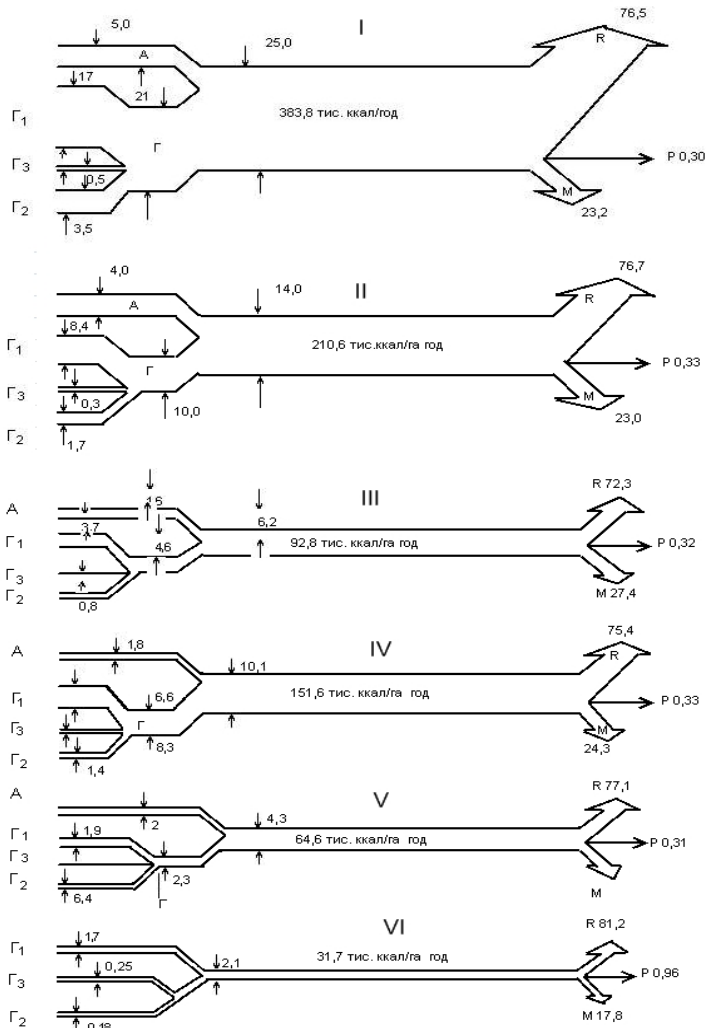 5,0
I
76,5
R
25,0
А
17
21
Г₁
383,8 тис. ккал/год
Г
Г₃
P 0,30
0,5
М
Г₂
23,2
3,5
4,0
II
76,7
14,0
R
А
8,4
Г₁
210,6 тис.ккал/га год
Г
P 0,33
Г₃
0,3
М
10,0
Г₂
23,0
1,7
III
R 72,3
А
6,2
3,7
Г₁
4,6
92,8 тис. ккал/га год
P 0,32
Г₃
Г₂
М 27,4
0,8
75,4
1,8
IV
А
R
10,1
Г₁
6,6
151,6 тис. ккал/га год
P 0,33
Г
Г₃
М
8,3
24,3
Г₂
1,4
А
R 77,1
V
2
4,3
Г₁
1,9
64,6 тис. ккал/га год
P 0,31
Г₃
Г₂
2,3
6,4
М
Г
VI
R 81,2
1,7
Г₁
31,7 тис. ккал/га год
0,25
2,1
Г₃
P 0,96
М 17,8
Г₂
0,18